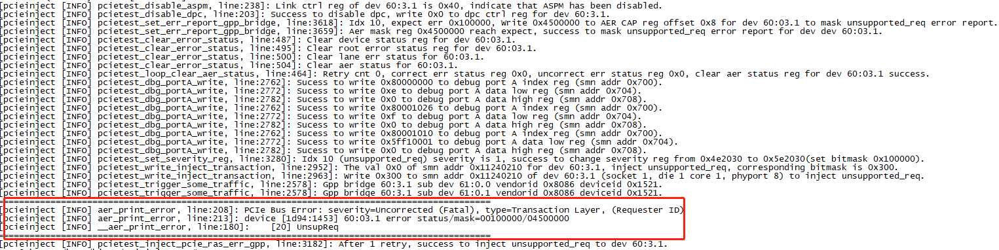 [pcieinject [INFO] pcietest_disable_aspm, line:238]: Link ctrl reg of dev 60:3.1 is 0x40, indicate that ASPM has been disabled.
[pcieinject [INFO] pcietest_disable_dpc, line:203]: Success to disable dpc, write 0x0 to dpc ctrl reg for dev 60:3.1.
[pcieinject [INFO] pcietest_set_err_report_gpp_bridge, line:3618]: Idx 10, expect err 0x100000, Write 0x4500000 to AER CAP reg offset 0x8 for dev 60:03.1 to mask unsupported_req error report.
[pcieinject [INFO] pcietest_set_err_report_gpp_bridge, line:3659]: Aer mask reg 0x4500000 reach expect, success to mask unsupported_req error report for dev dev 60:03.1.
[pcieinject [INFO] pcietest_clear_error_status, line:487]: Clear device status reg for dev 60:03.1.
[pcieinject [INFO] pcietest_clear_error_status, line:495]: Clear root error status reg for dev 60:03.1.
[pcieinject [INFO] pcietest_clear_error_status, line:500]: Clear lane err status for 60:03.1.
[pcieinject [INFO] pcietest_clear_error_status, line:504]: Clear aer status for 60:03.1.
[pcieinject [INFO] pcietest_loop_clear_aer_status, line:464]: Retry cnt 0, correct err status reg 0x0, uncorrect err status reg 0x0, clear aer status reg for dev 60:03.1 success.
[pcieinject [INFO] pcietest_dbg_portA_write, line:2762]: Sucess to write 0x80000000 to debug port A index reg (smn addr 0x700).
[pcieinject [INFO] pcietest_dbg_portA_write, line:2772]: Sucess to write 0xe to debug port A data low reg (smn addr 0x704).
[pcieinject [INFO] pcietest_dbg_portA_write, line:2782]: Sucess to write 0x0 to debug port A data high reg (smn addr 0x708).
[pcieinject [INFO] pcietest_dbg_portA_write, line:2762]: Sucess to write 0x80001026 to debug port A index reg (smn addr 0x700).
[pcieinject [INFO] pcietest_dbg_portA_write, line:2772]: Sucess to write 0xf to debug port A data low reg (smn addr 0x704).
[pcieinject [INFO] pcietest_dbg_portA_write, line:2782]: Sucess to write 0x0 to debug port A data high reg (smn addr 0x708).
[pcieinject [INFO] pcietest_dbg_portA_write, line:2762]: Sucess to write 0x80001010 to debug port A index reg (smn addr 0x700).
[pcieinject [INFO] pcietest_dbg_portA_write, line:2772]: Sucess to write 0x5ff10001 to debug port A data low reg (smn addr 0x704).
[pcieinject [INFO] pcietest_dbg_portA_write, line:2782]: Sucess to write 0x0 to debug port A data high reg (smn addr 0x708).
[pcieinject [INFO] pcietest_set_severity_reg, line:3280]: Idx 10 (unsupported_req) severity is 1, success to change severity reg from 0x4e2030 to 0x5e2030(set bitmask 0x100000).
[pcieinject [INFO] pcietest_write_inject_transaction, line:2952]: The val 0x0 of smn addr 0x11240210 for dev 60:3.1, inject unsupported_req, corresponding bitmask is 0x300.
[pcieinject [INFO] pcietest_write_inject_transaction, line:2963]: Write 0x300 to smn addr 0x11240210 of dev 60:3.1 (socket 1, die 1 core 1, phyport 8) to inject unsupported_req.
[pcieinject [INFO] pcietest_trigger_some_traffic, line:2578]: Gpp bridge 60:3.1 sub dev 61:0.0 vendorid 0x8086 deviceid 0x1521.
[pcieinject [INFO] pcietest_trigger_some_traffic, line:2578]: Gpp bridge 60:3.1 sub dev 61:0.1 vendorid 0x8086 deviceid 0x1521.
[pcieinject [INFO] aer_print_error, line:208]: PCIe Bus Error: severity=Uncorrected (Fatal), type=Transaction Layer, (Requester ID)
[pcieinject [INFO] aer_print_error, line:213]: device [1d94:1453] 60:03.1 error status/mask=00100000/04500000
[pcieinject [INFO] __aer_print_error, line:180]: [20] UnsupReq
[pcieinject [INFO] pcietest_inject_pcie_ras_err_gpp, line:3182]: After 1 retry, success to inject unsupported_req to dev 60:3.1.